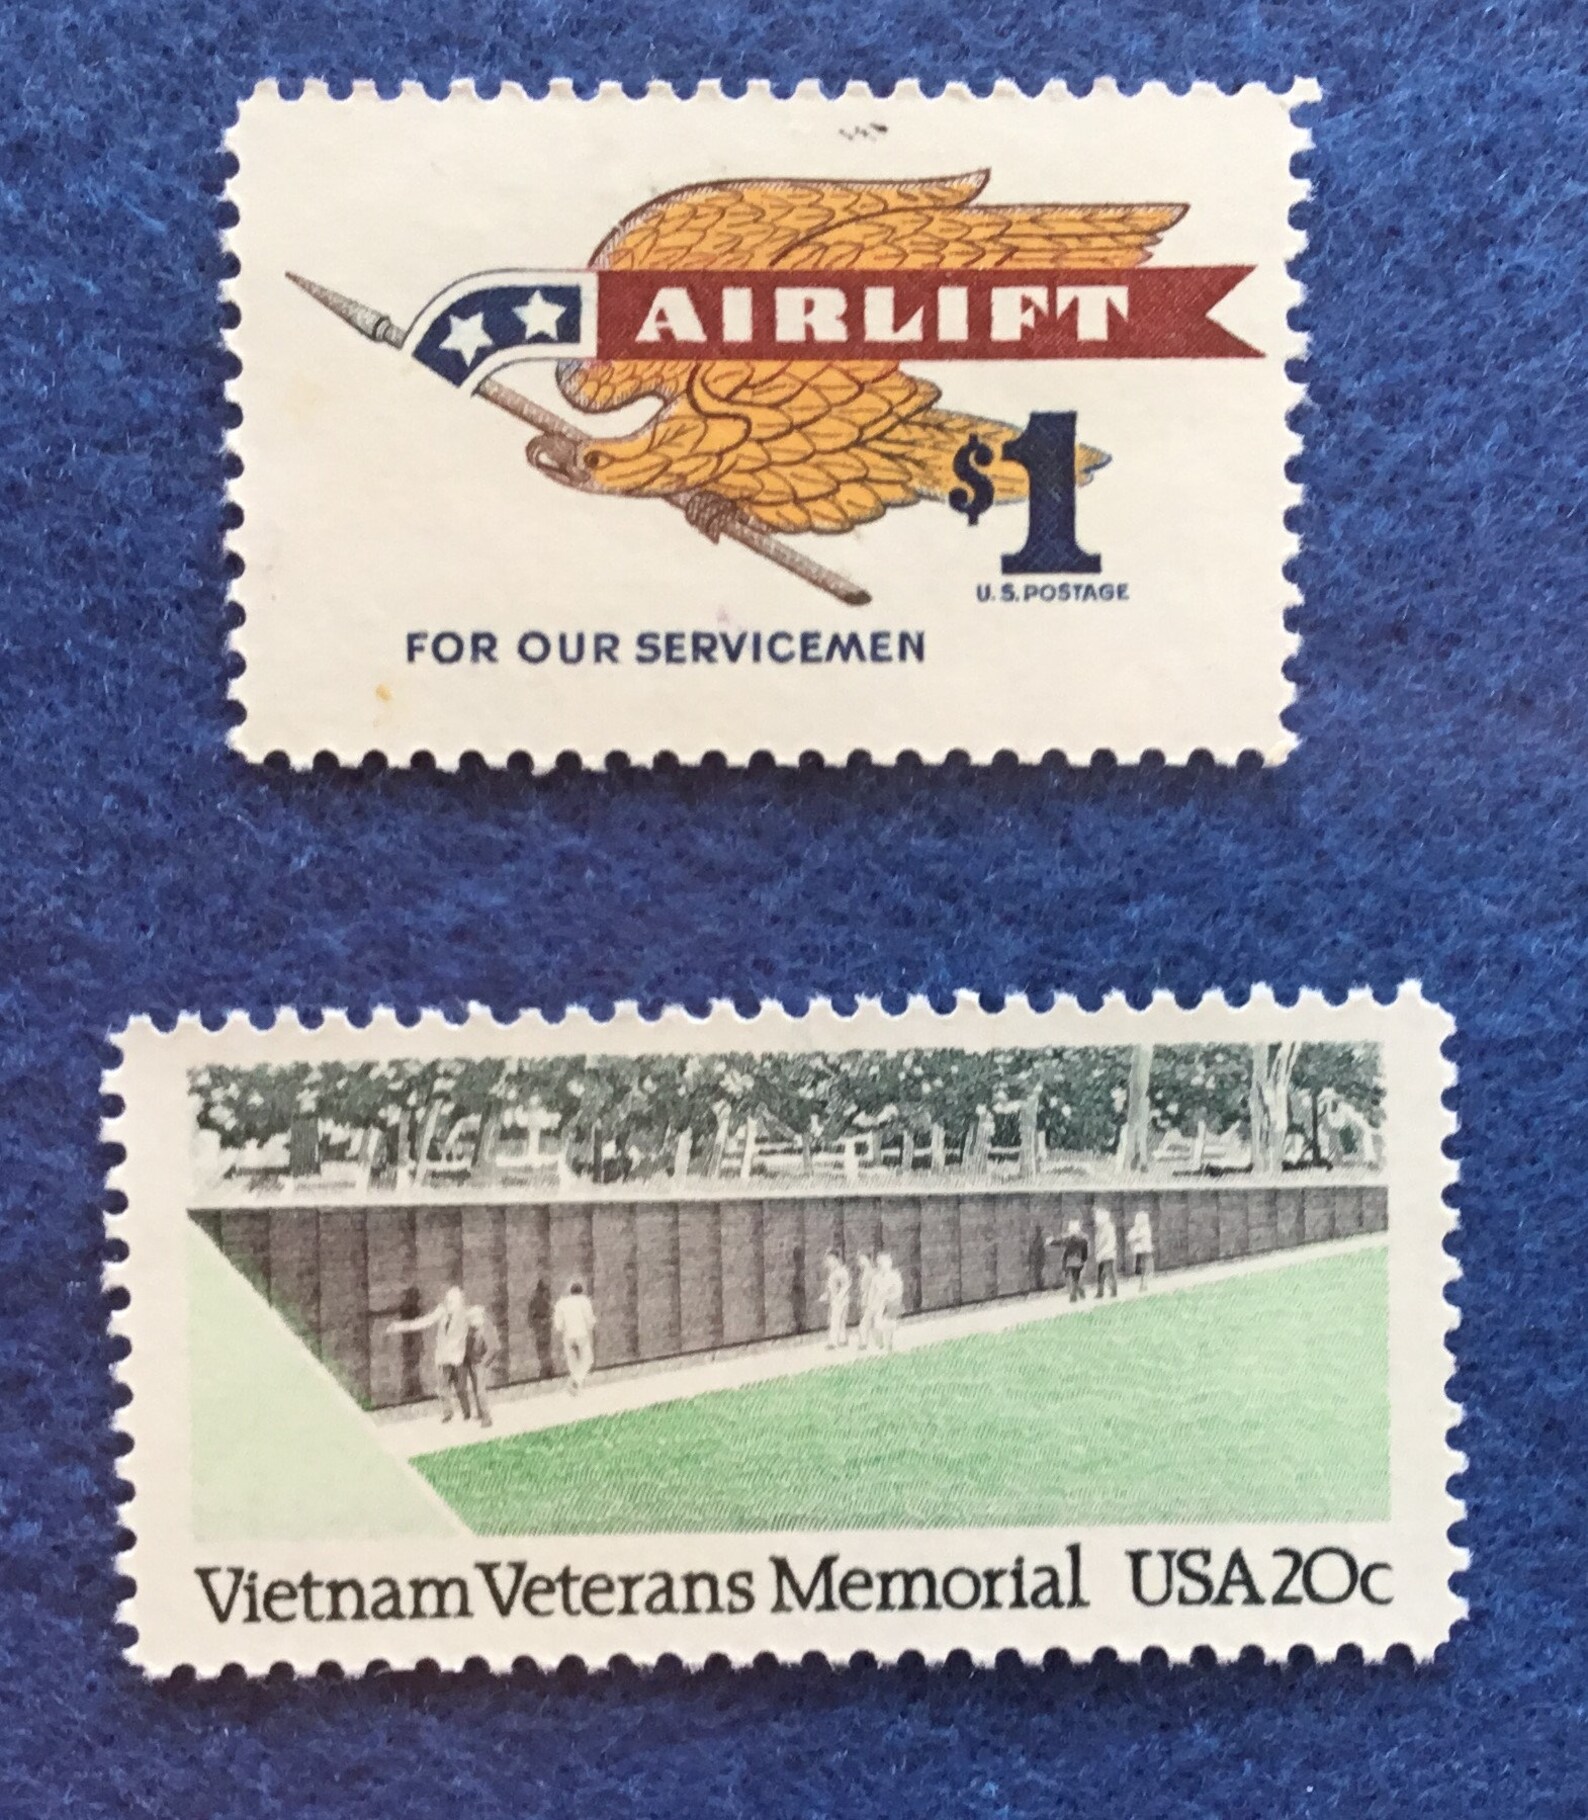 AIRLIFT
$1
U.S. POSTAGE
FOR OUR SERVICEMEN
Vietnam Veterans Memorial USA 20c